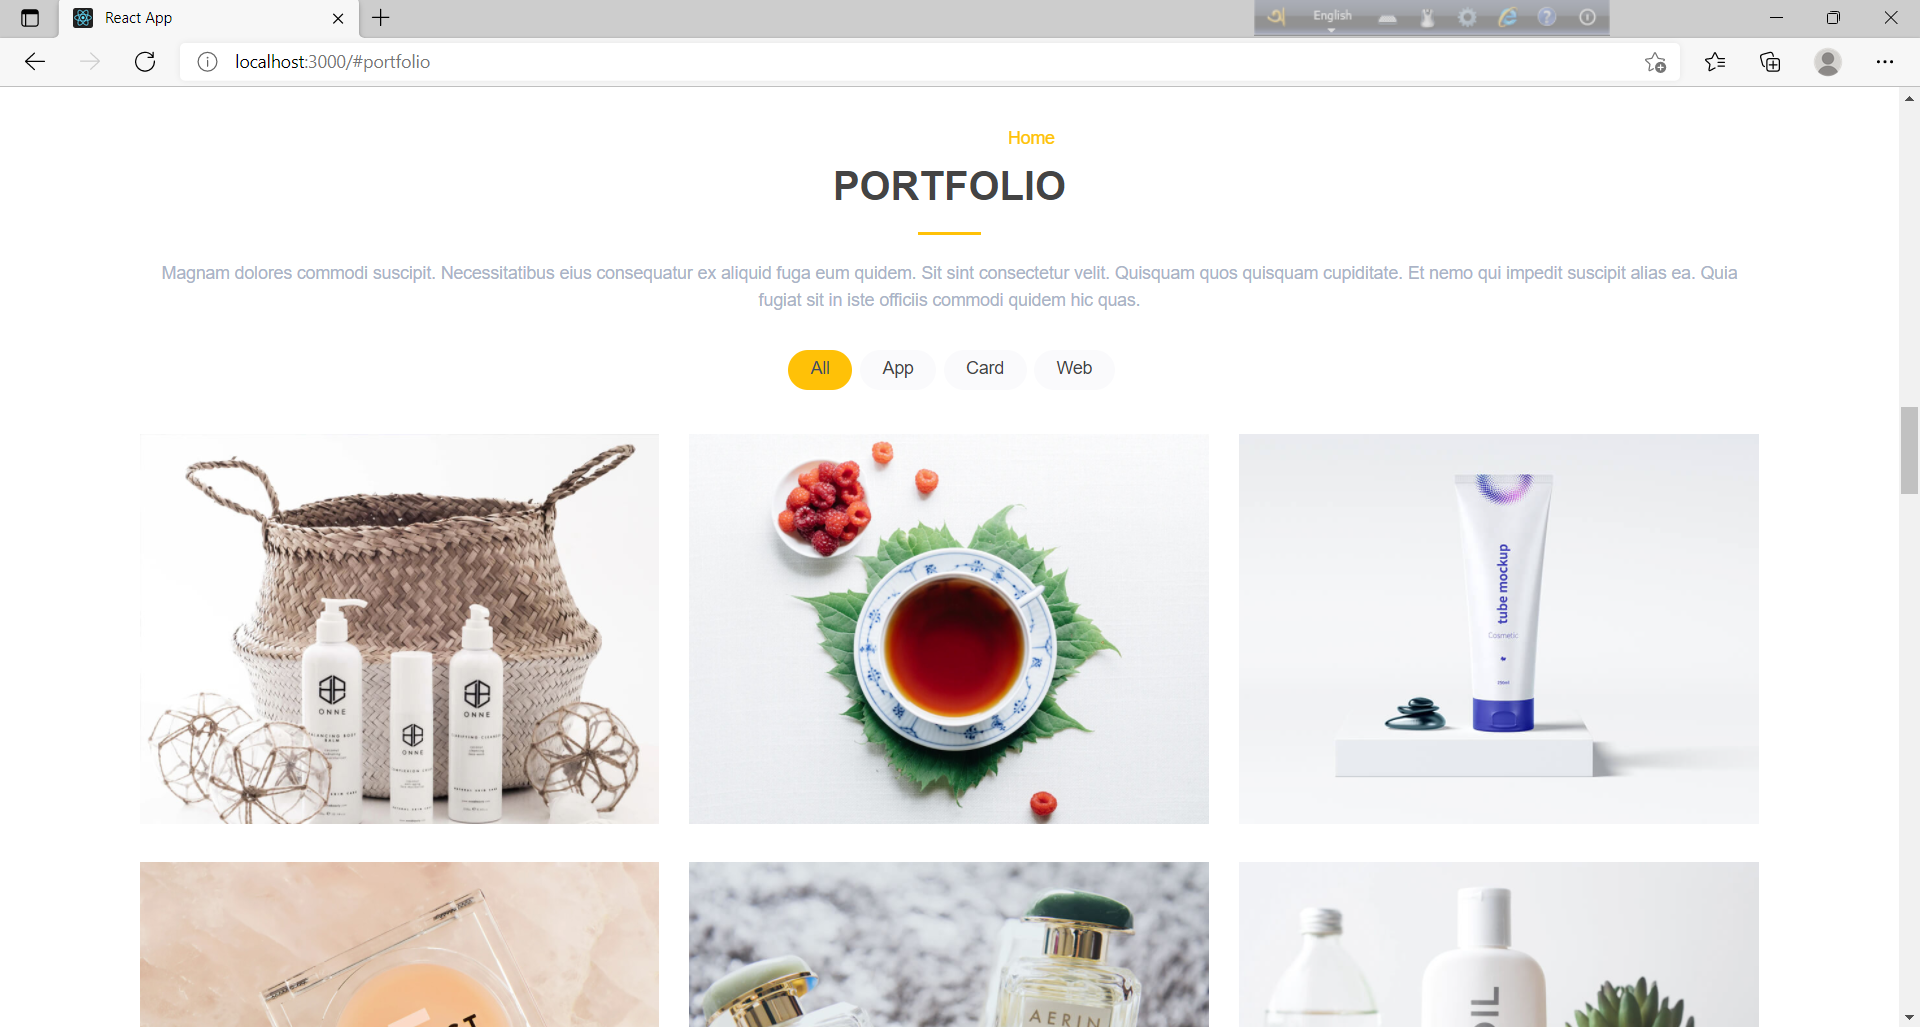 React App
English
localhost:3000/#portfolio
Home
PORTFOLIO
Magnam dolores commodi suscipit. Necessitatibus eius consequatur ex aliquid fuga eum quidem. Sit sint consectetur velit. Quisquam quos quisquam cupiditate. Et nemo qui impedit suscipit alias ea. Quia
fugiat sit in iste officiis commodi quidem hic quas.
All App Card Web
ONNE
ONNE
ONNE
tube mockup
Cosmetic
AERIN